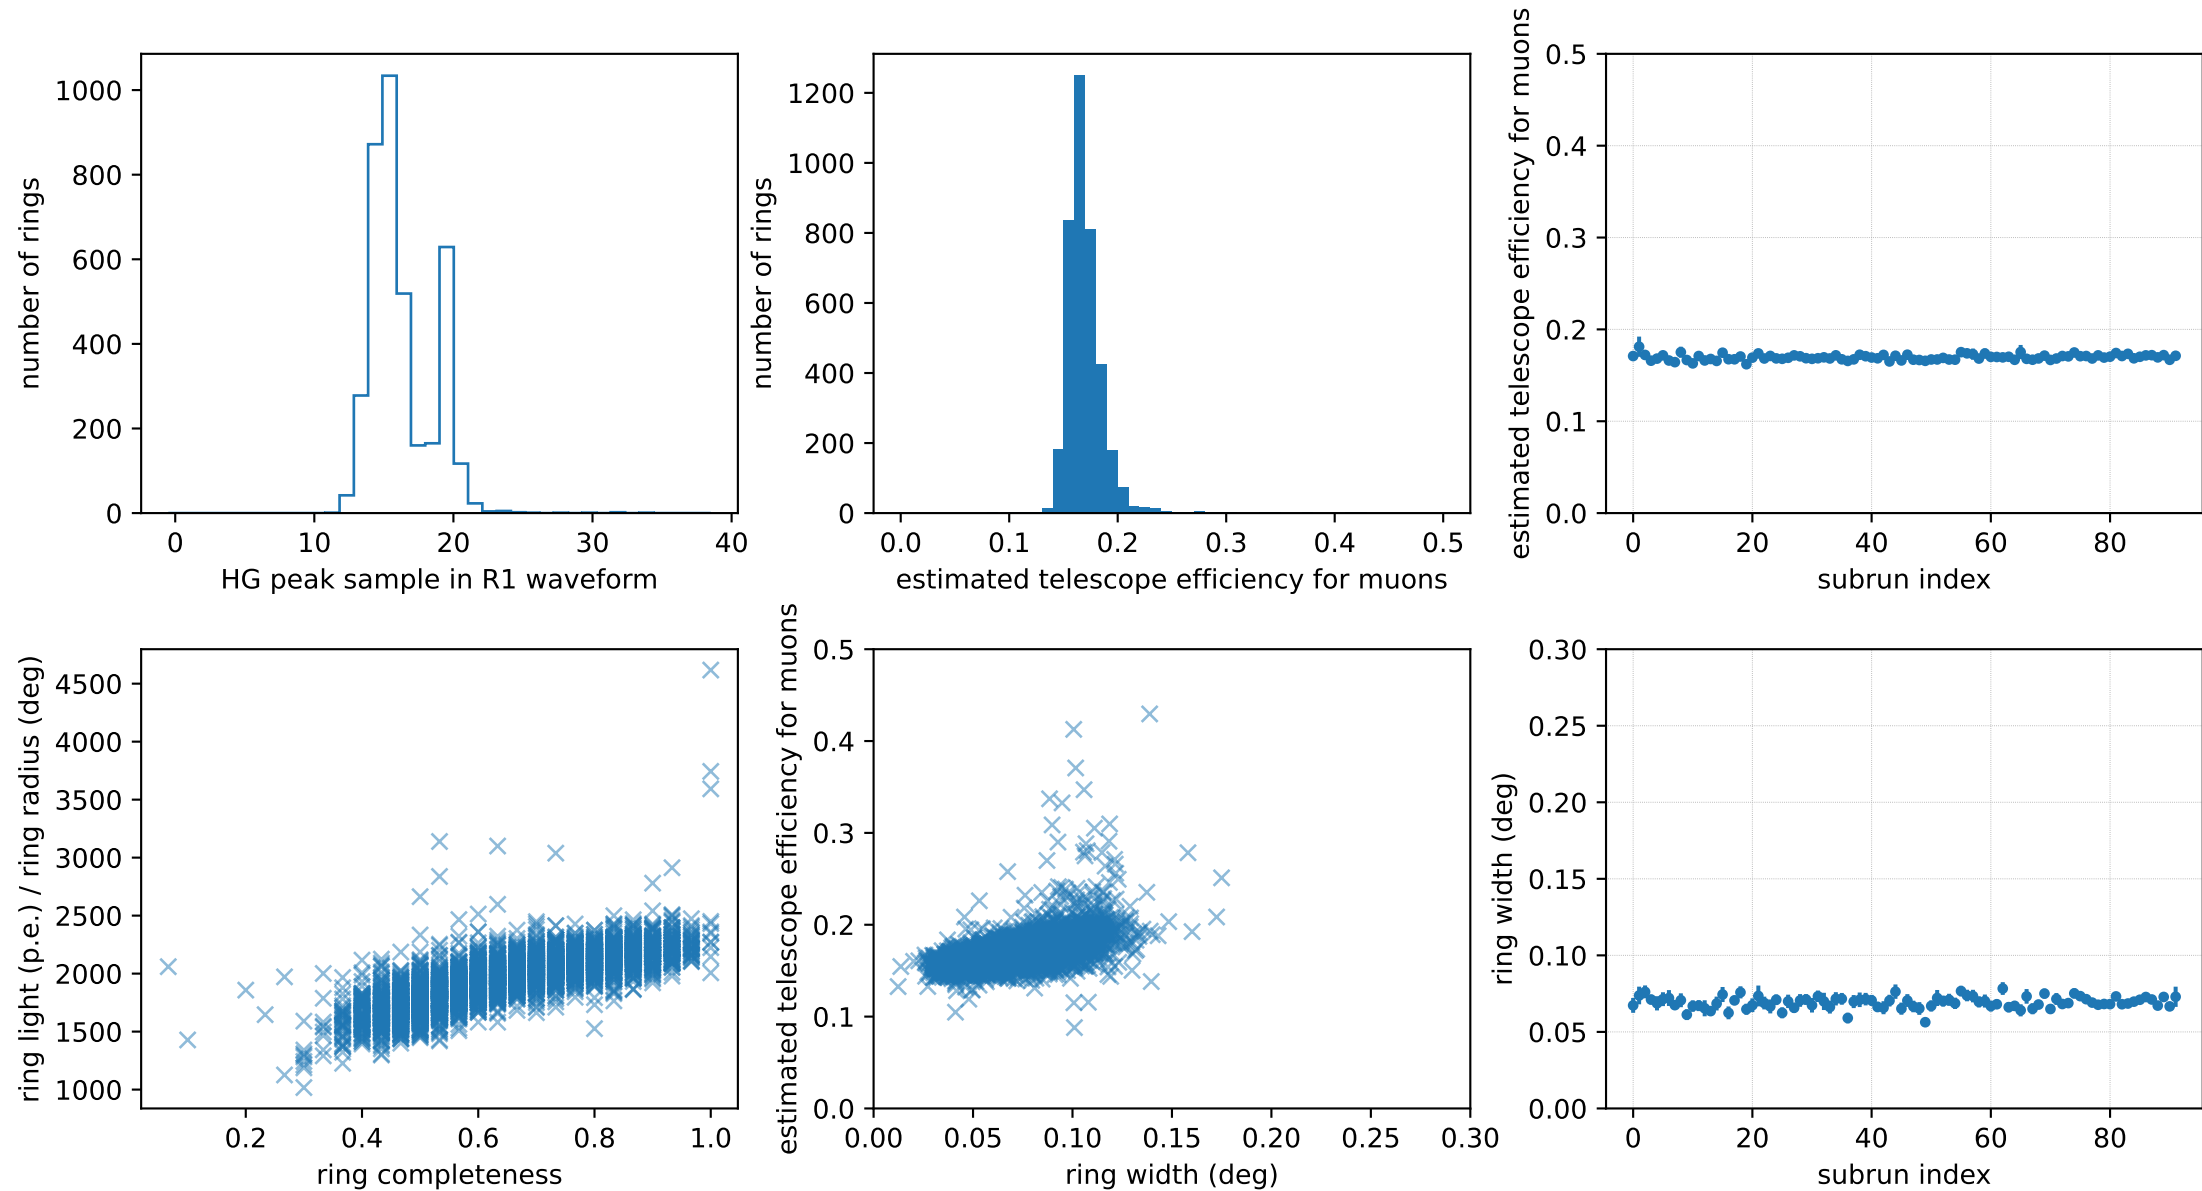 number of rings
1000
800
600
400
200
0
0 10 20 30 40
HG peak sample in R1 waveform
number of rings
1200
1000
800
600
400
200
0
0.0 0.1 0.2 0.3 0.4 0.5
estimated telescope efficiency for muons
estimated telescope efficiency for muons
0.5
0.4
0.3
0.2
0.1
0.0
0 20 40 60 80
subrun index
ring light (p.e.) / ring radius (deg)
4500
4000
3500
3000
2500
2000
1500
1000
0.2 0.4 0.6 0.8 1.0
ring completeness
estimated telescope efficiency for muons
0.5
0.4
0.3
0.2
0.1
0.0
0.00 0.05 0.10 0.15 0.20 0.25 0.30
ring width (deg)
ring width (deg)
0.30
0.25
0.20
0.15
0.10
0.05
0.00
0 20 40 60 80
subrun index